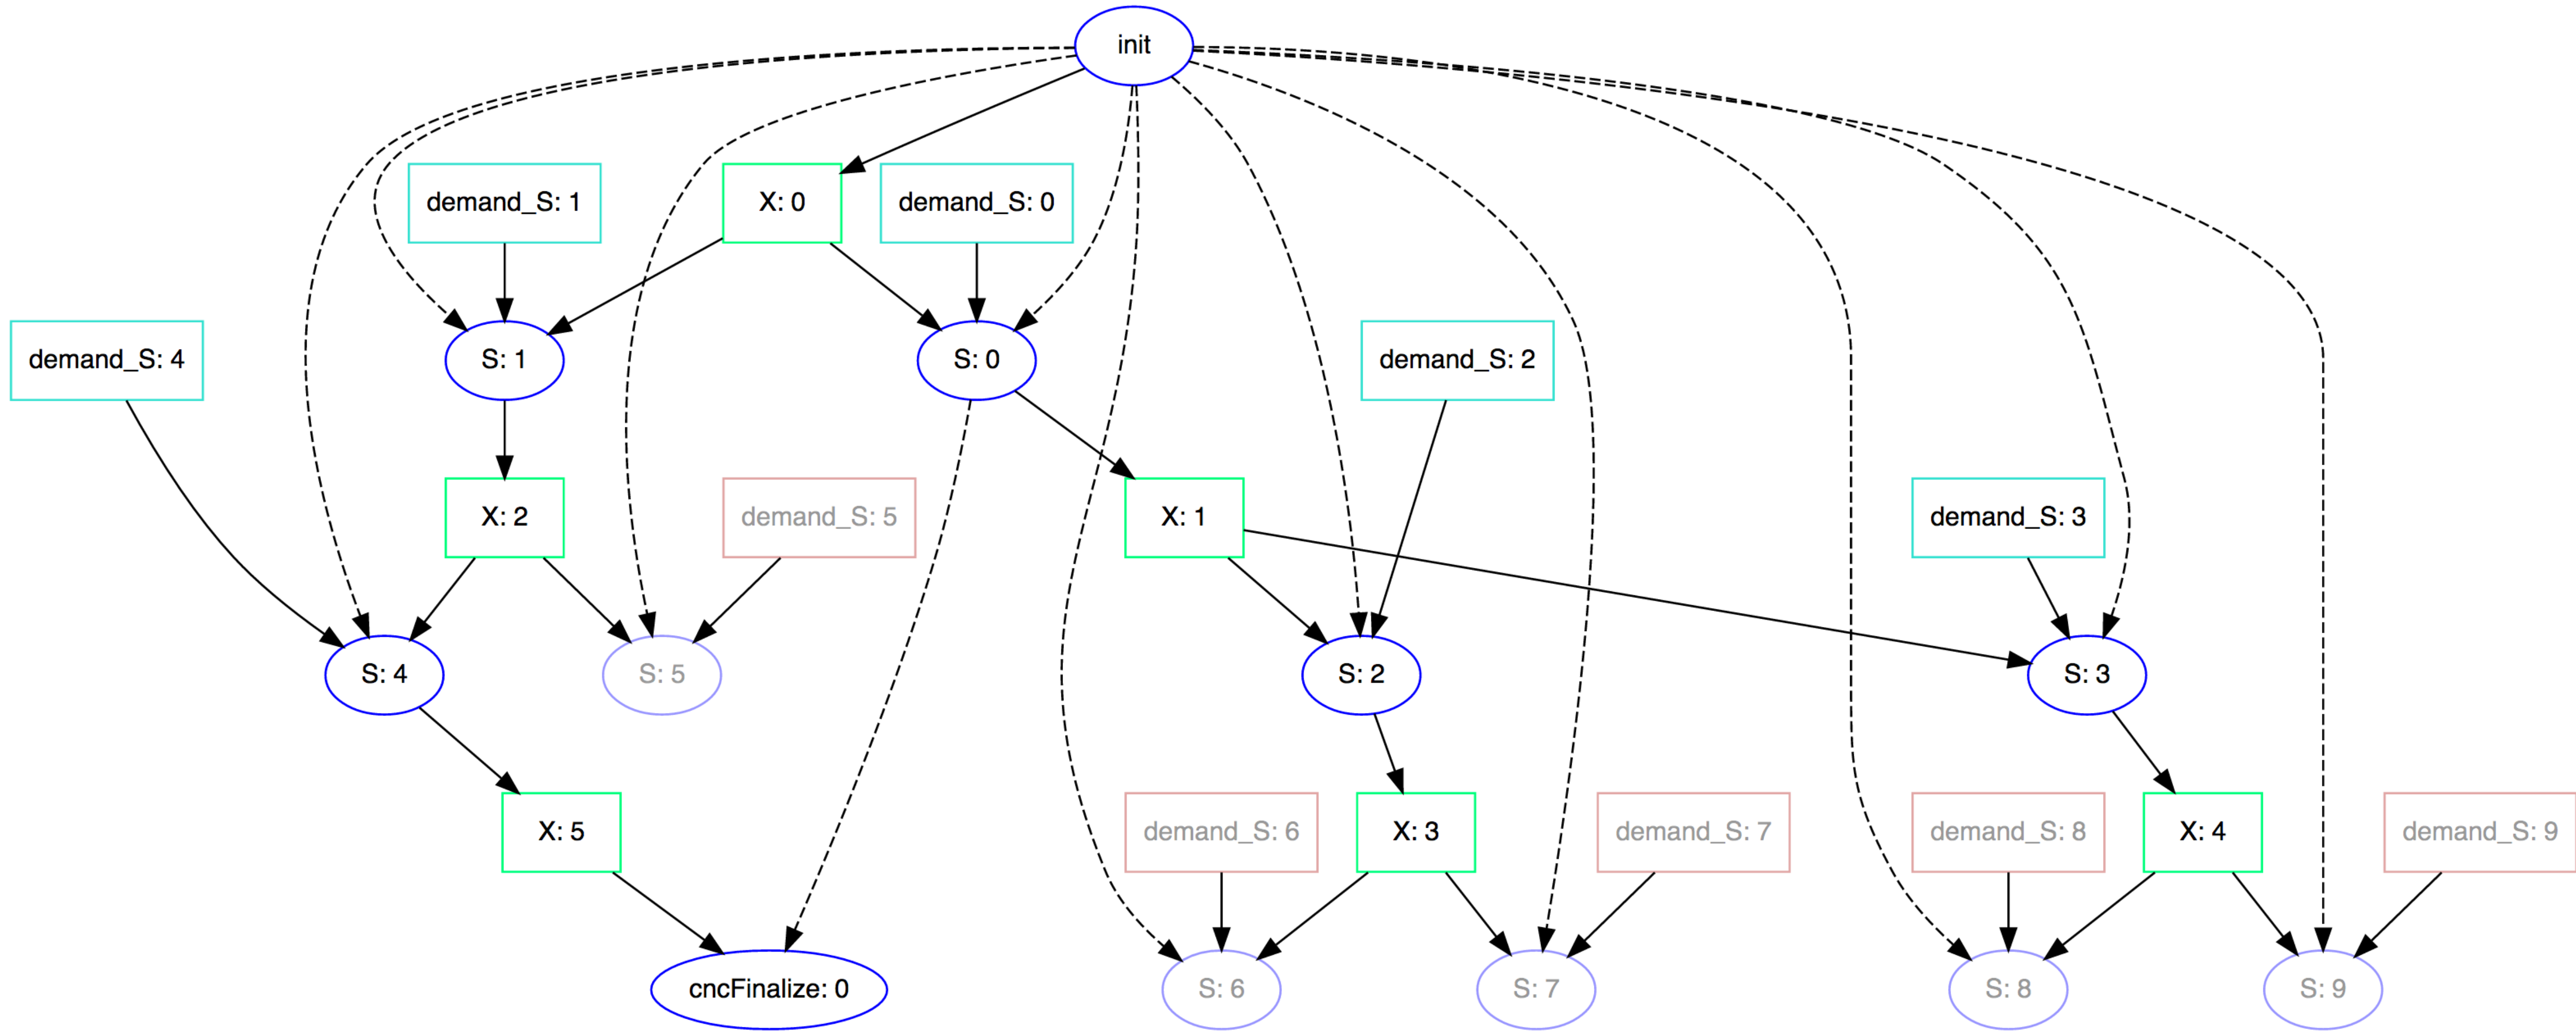 init
demand_S: 1
X: 0
demand_S: 0
demand_S: 4
S: 1
S: 0
demand_S: 2
X: 2
demand_S: 5
X: 1
demand_S: 3
S: 4
S: 5
S: 2
S: 3
X: 5
demand_S: 6
X: 3
demand_S: 7
demand_S: 8
X: 4
demand_S: 9
cncFinalize: 0
S: 6
S: 7
S: 8
S: 9